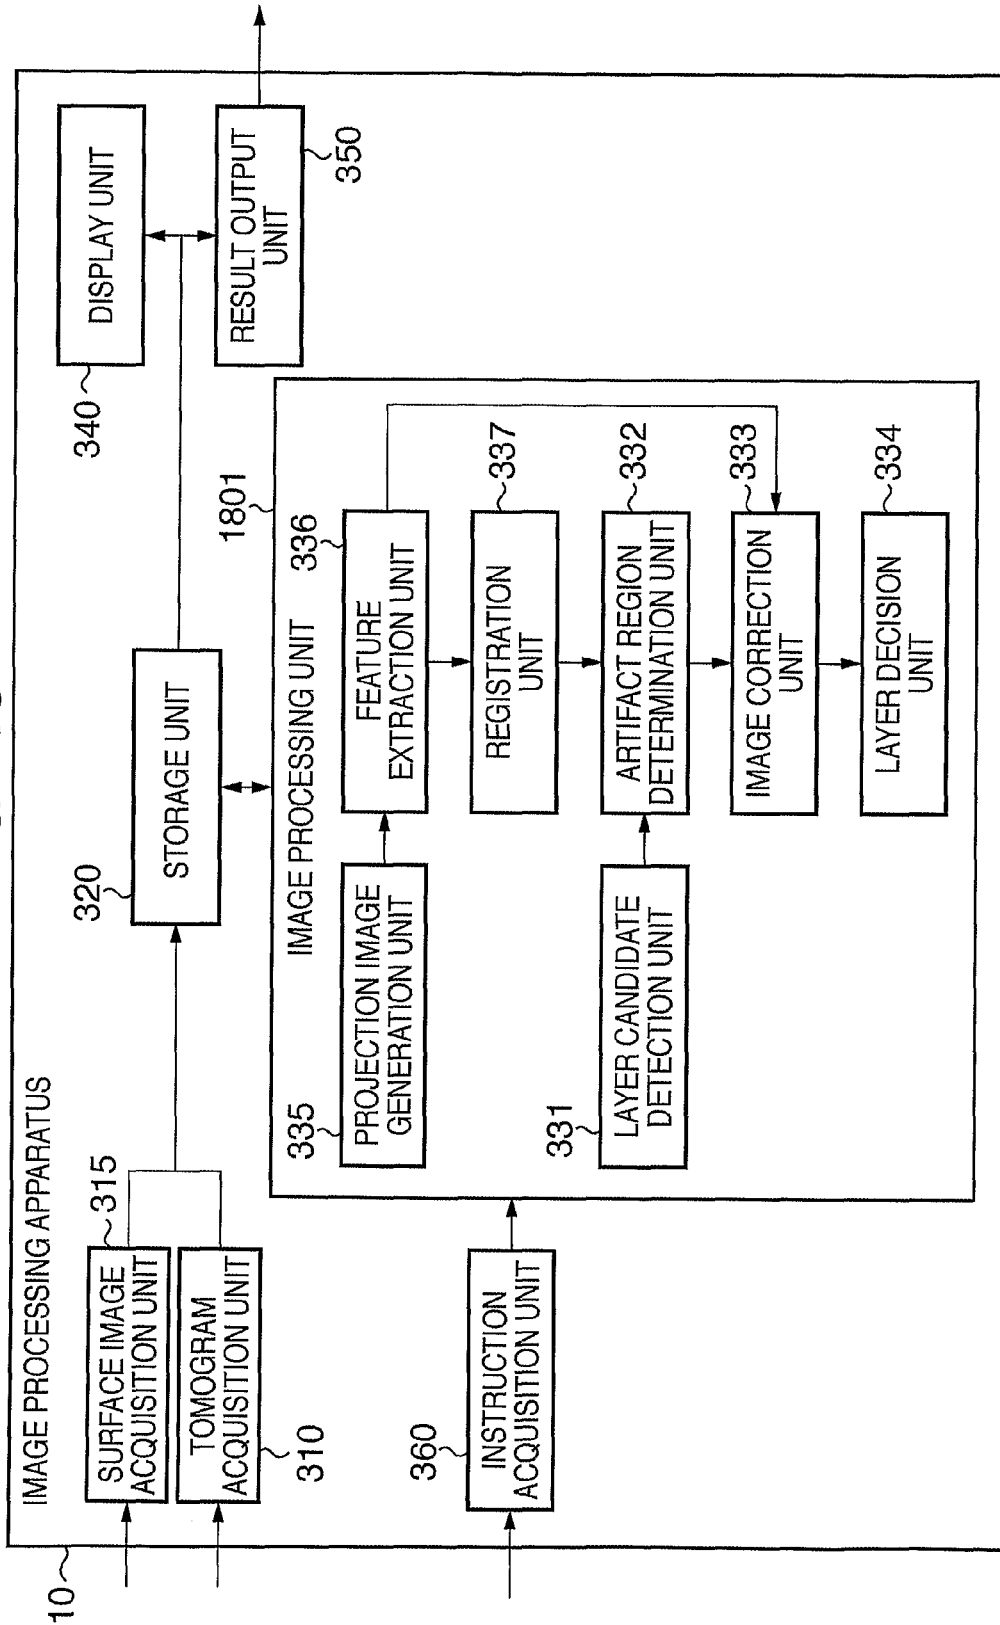 IMAGE PROCESSING APPARATUS
10
SURFACE IMAGE
ACQUISITION UNIT
315
TOMOGRAM
ACQUISITION UNIT
310
320
STORAGE UNIT
340
DISPLAY UNIT
RESULT OUTPUT
UNIT
350
360
INSTRUCTION
ACQUISITION UNIT
1801
IMAGE PROCESSING UNIT
335
PROJECTION IMAGE
GENERATION UNIT
336
FEATURE
EXTRACTION UNIT
REGISTRATION
UNIT
337
331
LAYER CANDIDATE
DETECTION UNIT
ARTIFACT REGION
DETERMINATION UNIT
332
IMAGE CORRECTION
UNIT
333
LAYER DECISION
UNIT
334